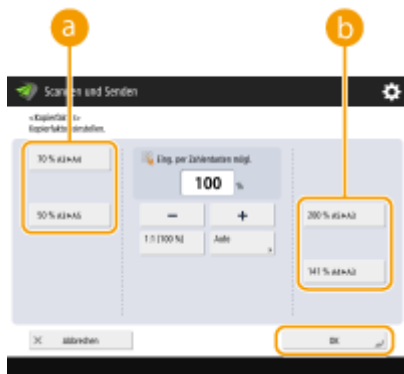 a
b
Scannen und Senden
<Kopierfaktor>
Kopierfaktor einstellen.
70 % A3▶A4
50 % A3▶A5
Eing. per Zahlentasten mögl.
100 %
−
+
1:1 (100 %)
Auto
200 % A5▶A3
141 % A4▶A3
Abbrechen
OK